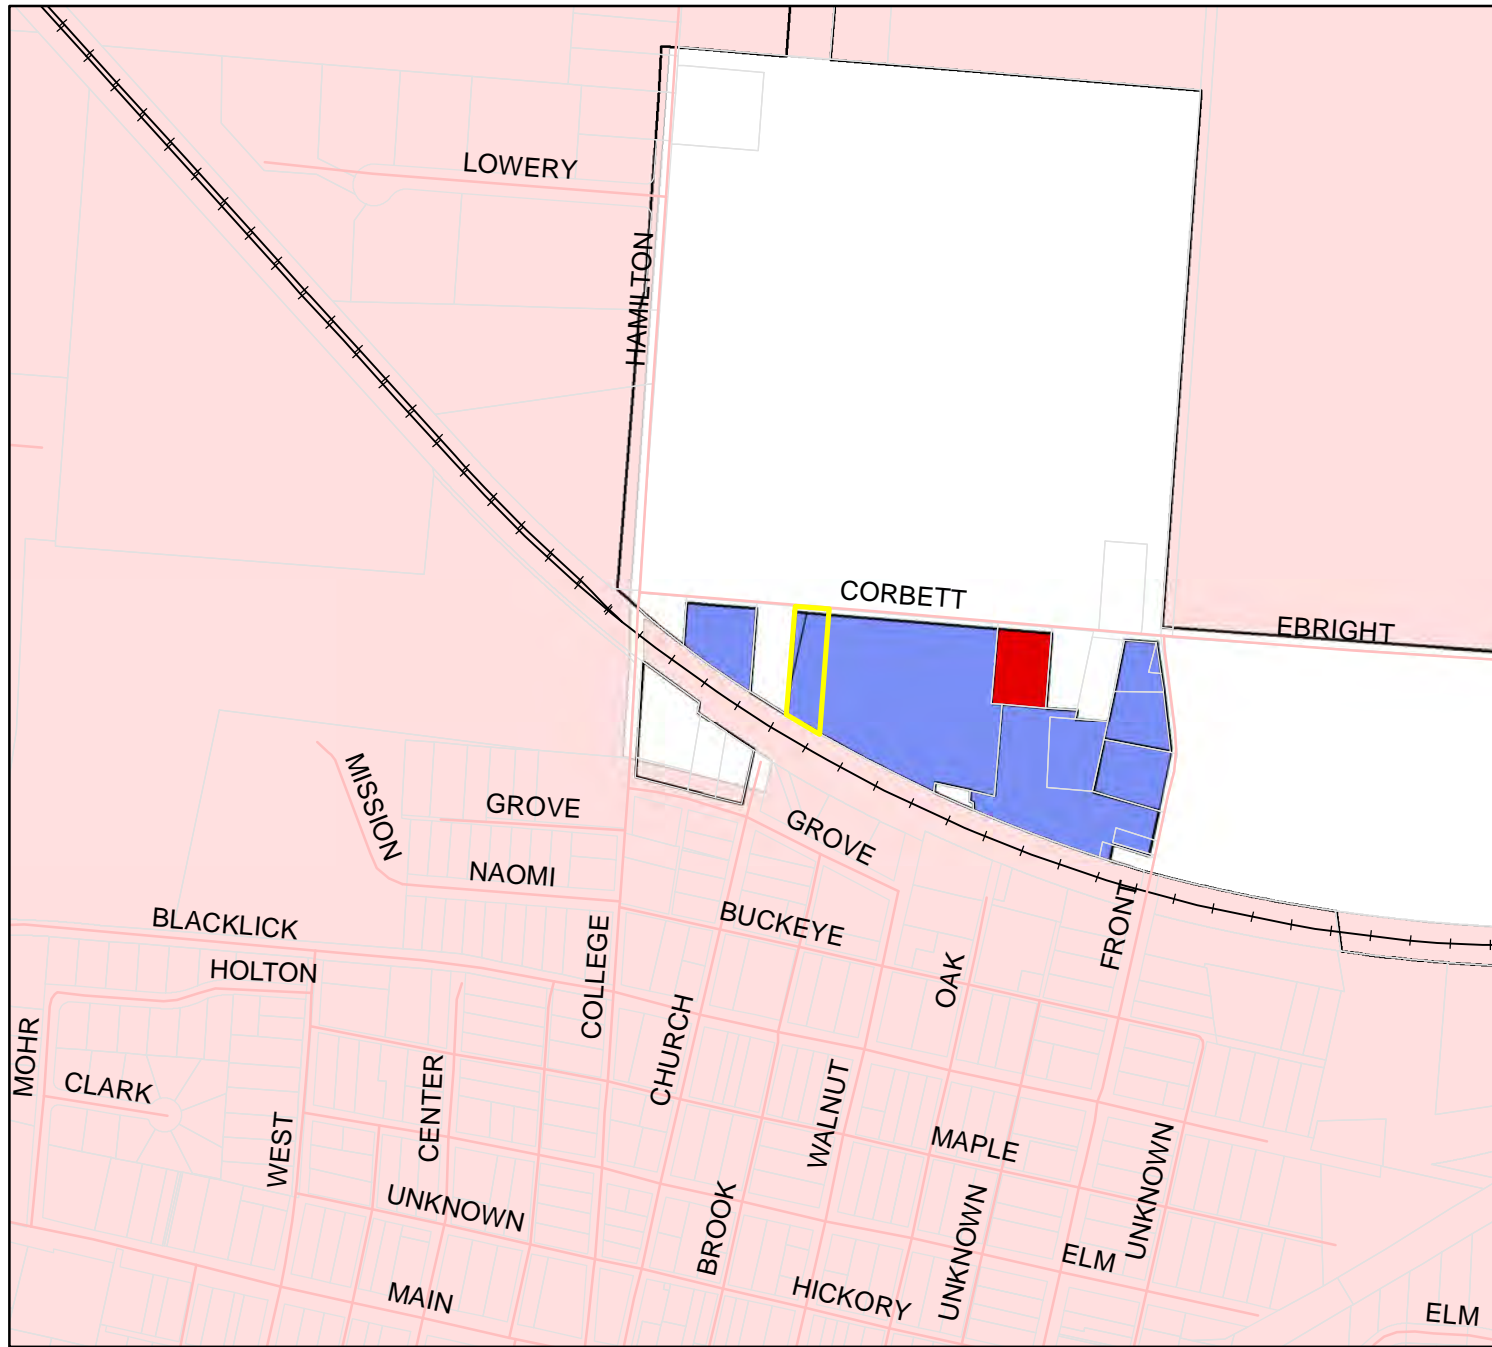 LOWERY
HAMILTON
CORBETT
EBRIGHT
MISSION
GROVE
GROVE
NAOMI
BLACKLICK
BUCKEYE
FRONT
HOLTON
COLLEGE
OAK
MOHR
CHURCH
CLARK
CENTER
WALNUT
WEST
MAPLE
UNKNOWN
UNKNOWN
BROOK
UNKNOWN
ELM
MAIN
HICKORY
ELM